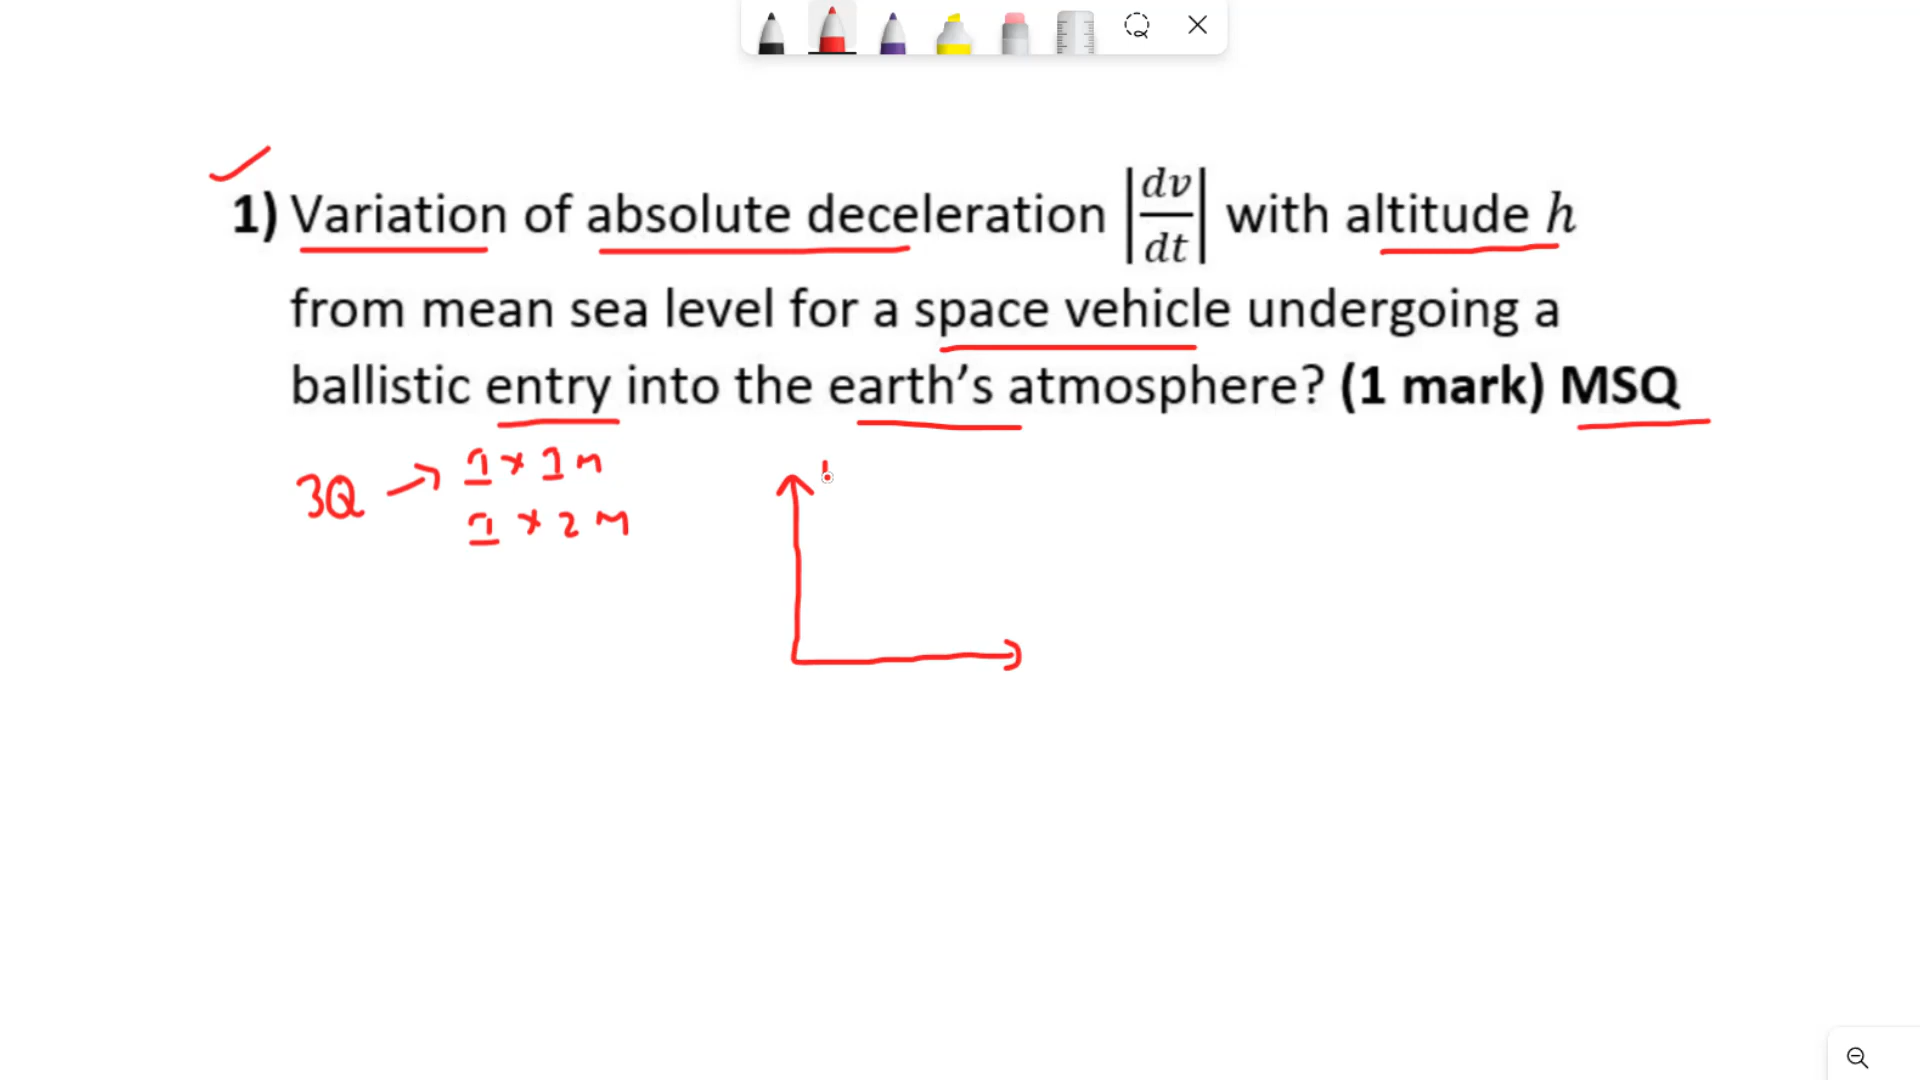 1) Variation of absolute deceleration |dv/dt| with altitude h
from mean sea level for a space vehicle undergoing a
ballistic entry into the earth’s atmosphere? (1 mark) MSQ
3Q → 1 × 1 M
1 × 2 M